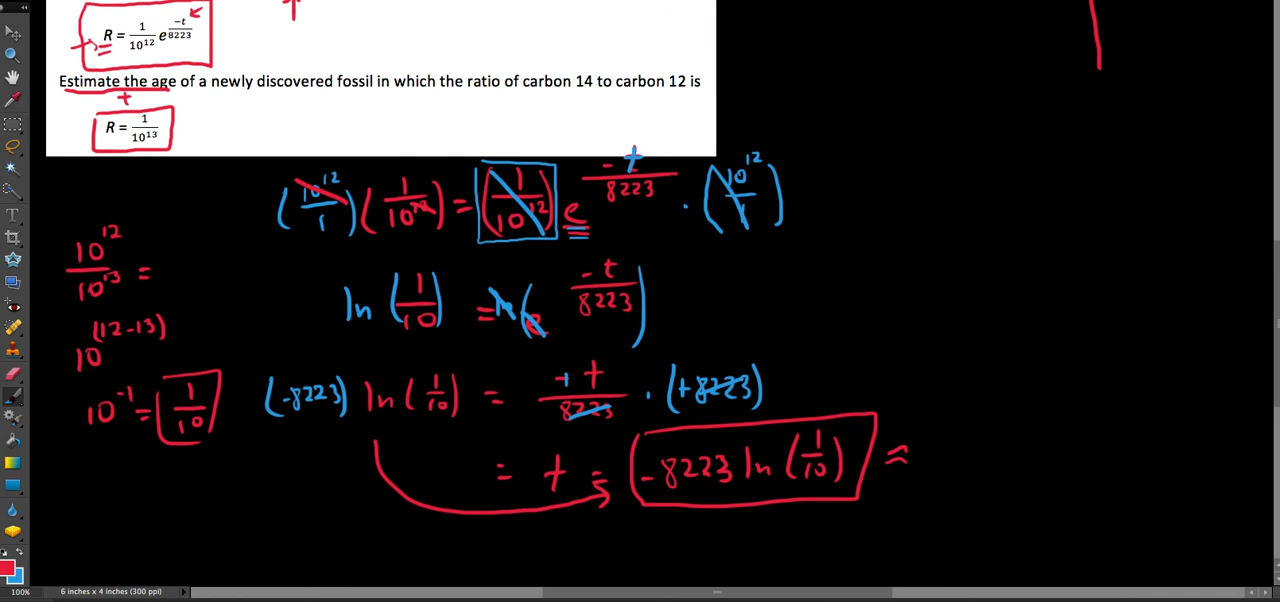 R = 1/10^12 e^(-t/8223)
Estimate the age of a newly discovered fossil in which the ratio of carbon 14 to carbon 12 is
t
R = 1/10^13
(10^12/1)(1/10^13) = (1/10^12) e^(-t/8223) · (10^12/1)
10^12/10^13 =
10^(12-13)
10^-1 = (1/10)
ln (1/10) = ln(e^(-t/8223))
(-8223) ln (1/10) = +t/8223 · (+8223)
= t = -8223 ln (1/10) ≈
100%
6 inches x 4 inches (300 ppi)